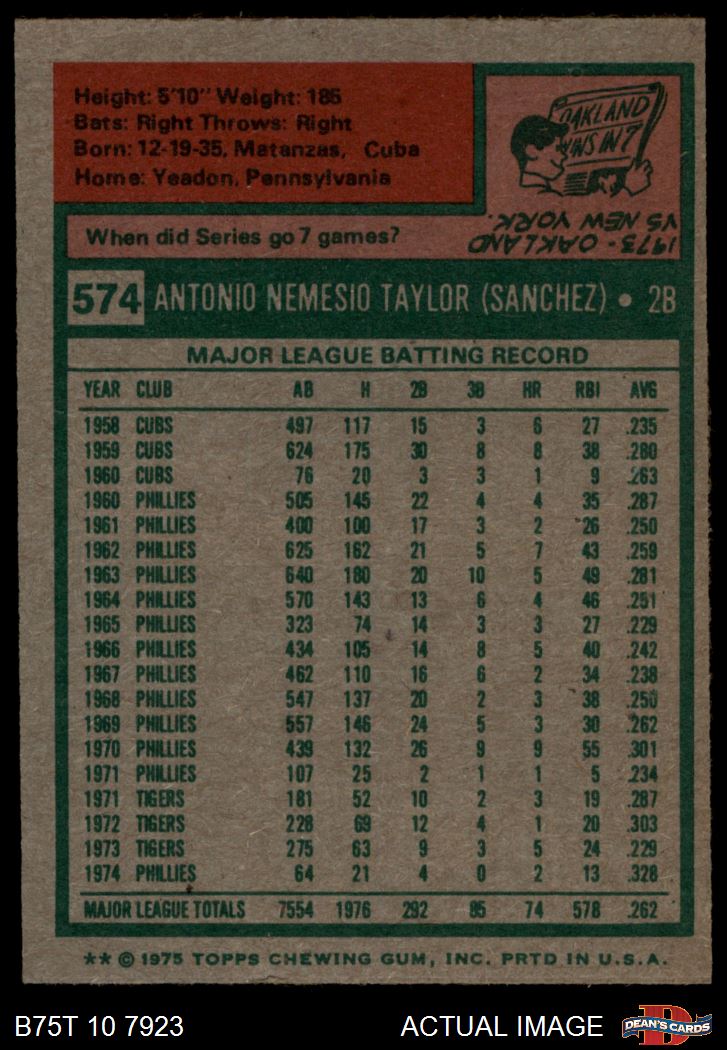 Height: 5'10" Weight: 185
Bats: Right Throws: Right
Born: 12-19-35, Matanzas, Cuba
Home: Yeadon, Pennsylvania
OAKLAND
WINS IN 7
When did Series go 7 games?
1973 - OAKLAND
VS NEW YORK.
574 ANTONIO NEMESIO TAYLOR (SANCHEZ) • 2B
MAJOR LEAGUE BATTING RECORD
YEAR CLUB AB H 2B 3B HR RBI AVG
1958 CUBS 497 117 15 3 6 27 .235
1959 CUBS 624 175 30 8 8 38 .280
1960 CUBS 76 20 3 3 1 9 .263
1960 PHILLIES 505 145 22 4 4 35 .287
1961 PHILLIES 400 100 17 3 2 26 .250
1962 PHILLIES 625 162 21 5 7 43 .259
1963 PHILLIES 640 180 20 10 5 49 .281
1964 PHILLIES 570 143 13 6 4 46 .251
1965 PHILLIES 323 74 14 3 3 27 .229
1966 PHILLIES 434 105 14 8 5 40 .242
1967 PHILLIES 462 110 16 6 2 34 .238
1968 PHILLIES 547 137 20 2 3 38 .250
1969 PHILLIES 557 146 24 5 3 30 .262
1970 PHILLIES 439 132 26 9 9 55 .301
1971 PHILLIES 107 25 2 1 1 5 .234
1971 TIGERS 181 52 10 2 3 19 .287
1972 TIGERS 228 69 12 4 1 20 .303
1973 TIGERS 275 63 9 3 5 24 .229
1974 PHILLIES 64 21 4 0 2 13 .328
MAJOR LEAGUE TOTALS 7554 1976 292 85 74 578 .262
** © 1975 TOPPS CHEWING GUM, INC. PRTD IN U.S.A.
B75T 10 7923 ACTUAL IMAGE
D
DEAN'S CARDS